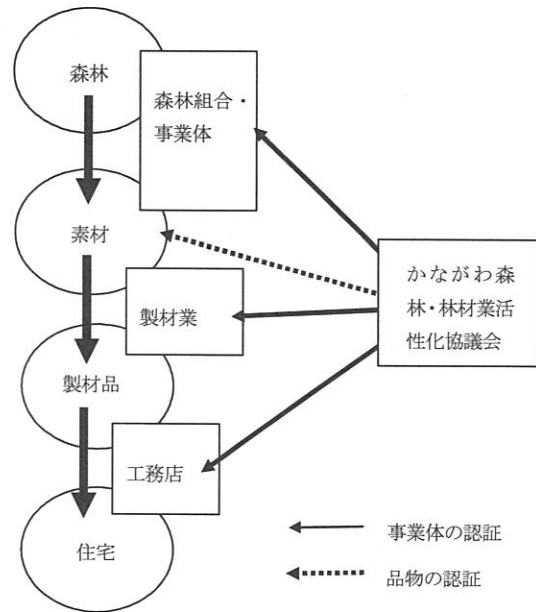 森林
森林組合・
事業体
素材
かながわ森
林・林材業活
性化協議会
製材業
製材品
工務店
住宅
事業体の認証
品物の認証